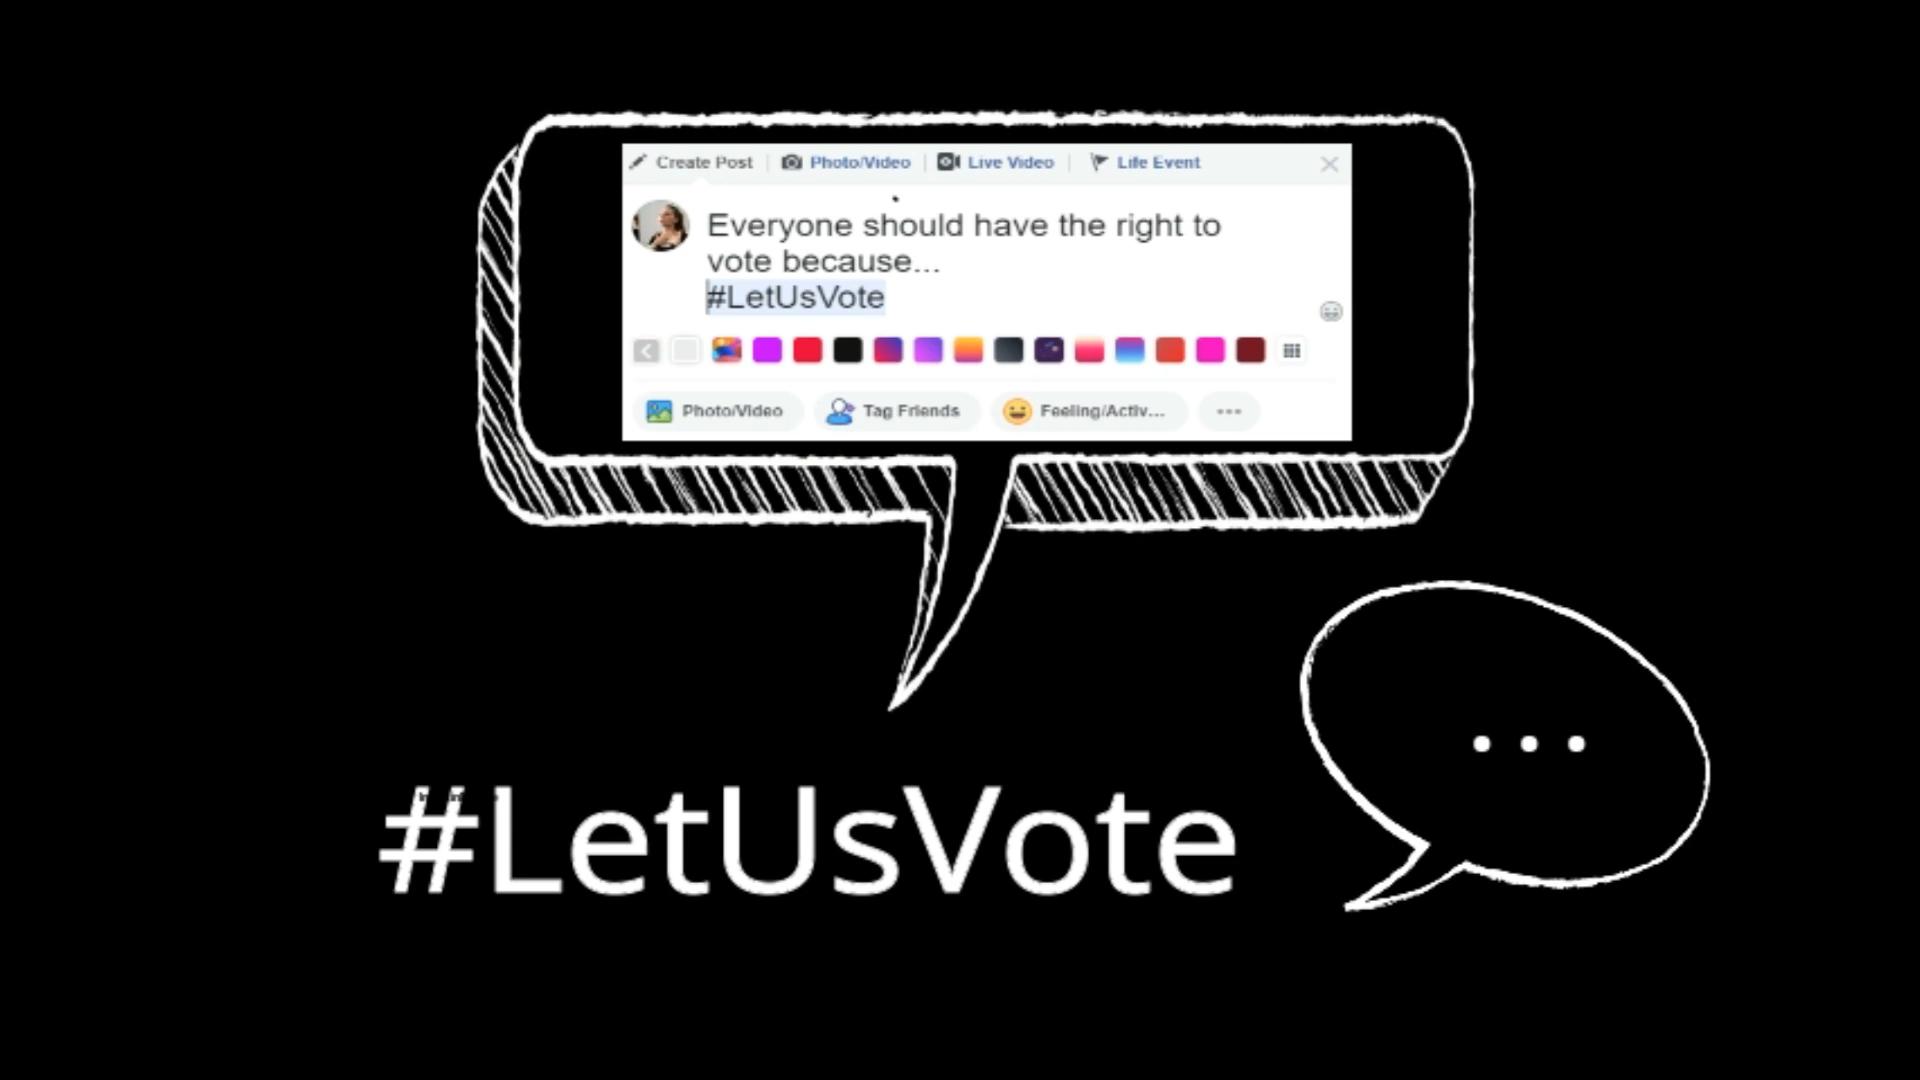 Create Post Photo/Video Live Video Life Event
Everyone should have the right to
vote because...
#LetUsVote
Photo/Video Tag Friends Feeling/Activ... ...
#LetUsVote
...